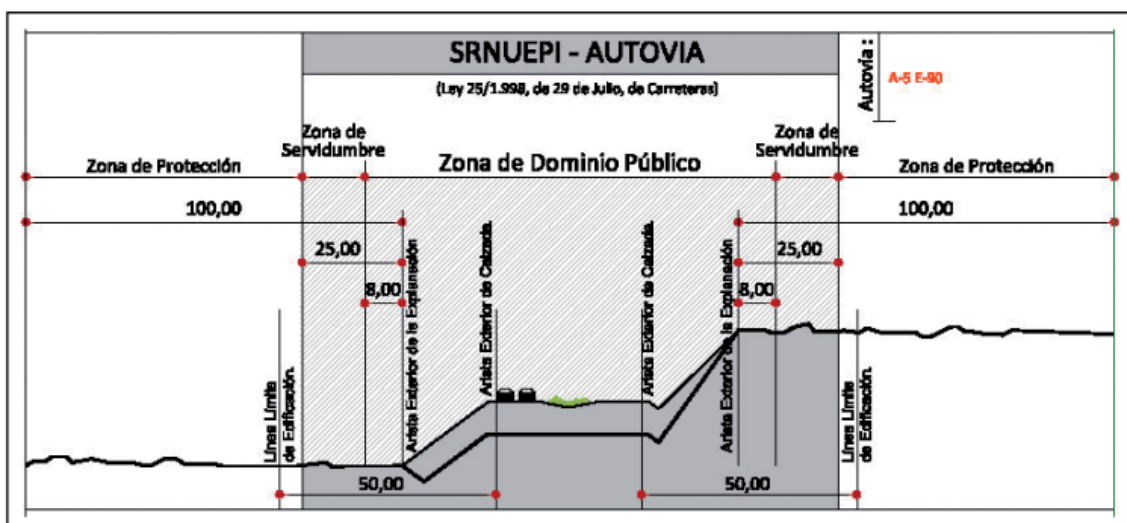 SRNUEPI - AUTOVIA
(Ley 25/1.998, de 29 de Julio, de Carreteras)
Autovía :
A-5 E-90
Zona de Protección
Zona de
Servidumbre
Zona de Dominio Público
Zona de
Servidumbre
Zona de Protección
100,00
100,00
25,00
25,00
8,00
8,00
Arista Exterior de la Explanación
Arista Exterior de Calzada.
Arista Exterior de Calzada.
Arista Exterior de la Explanación
Línea Límite
de Edificación.
Línea Límite
de Edificación.
50,00
50,00